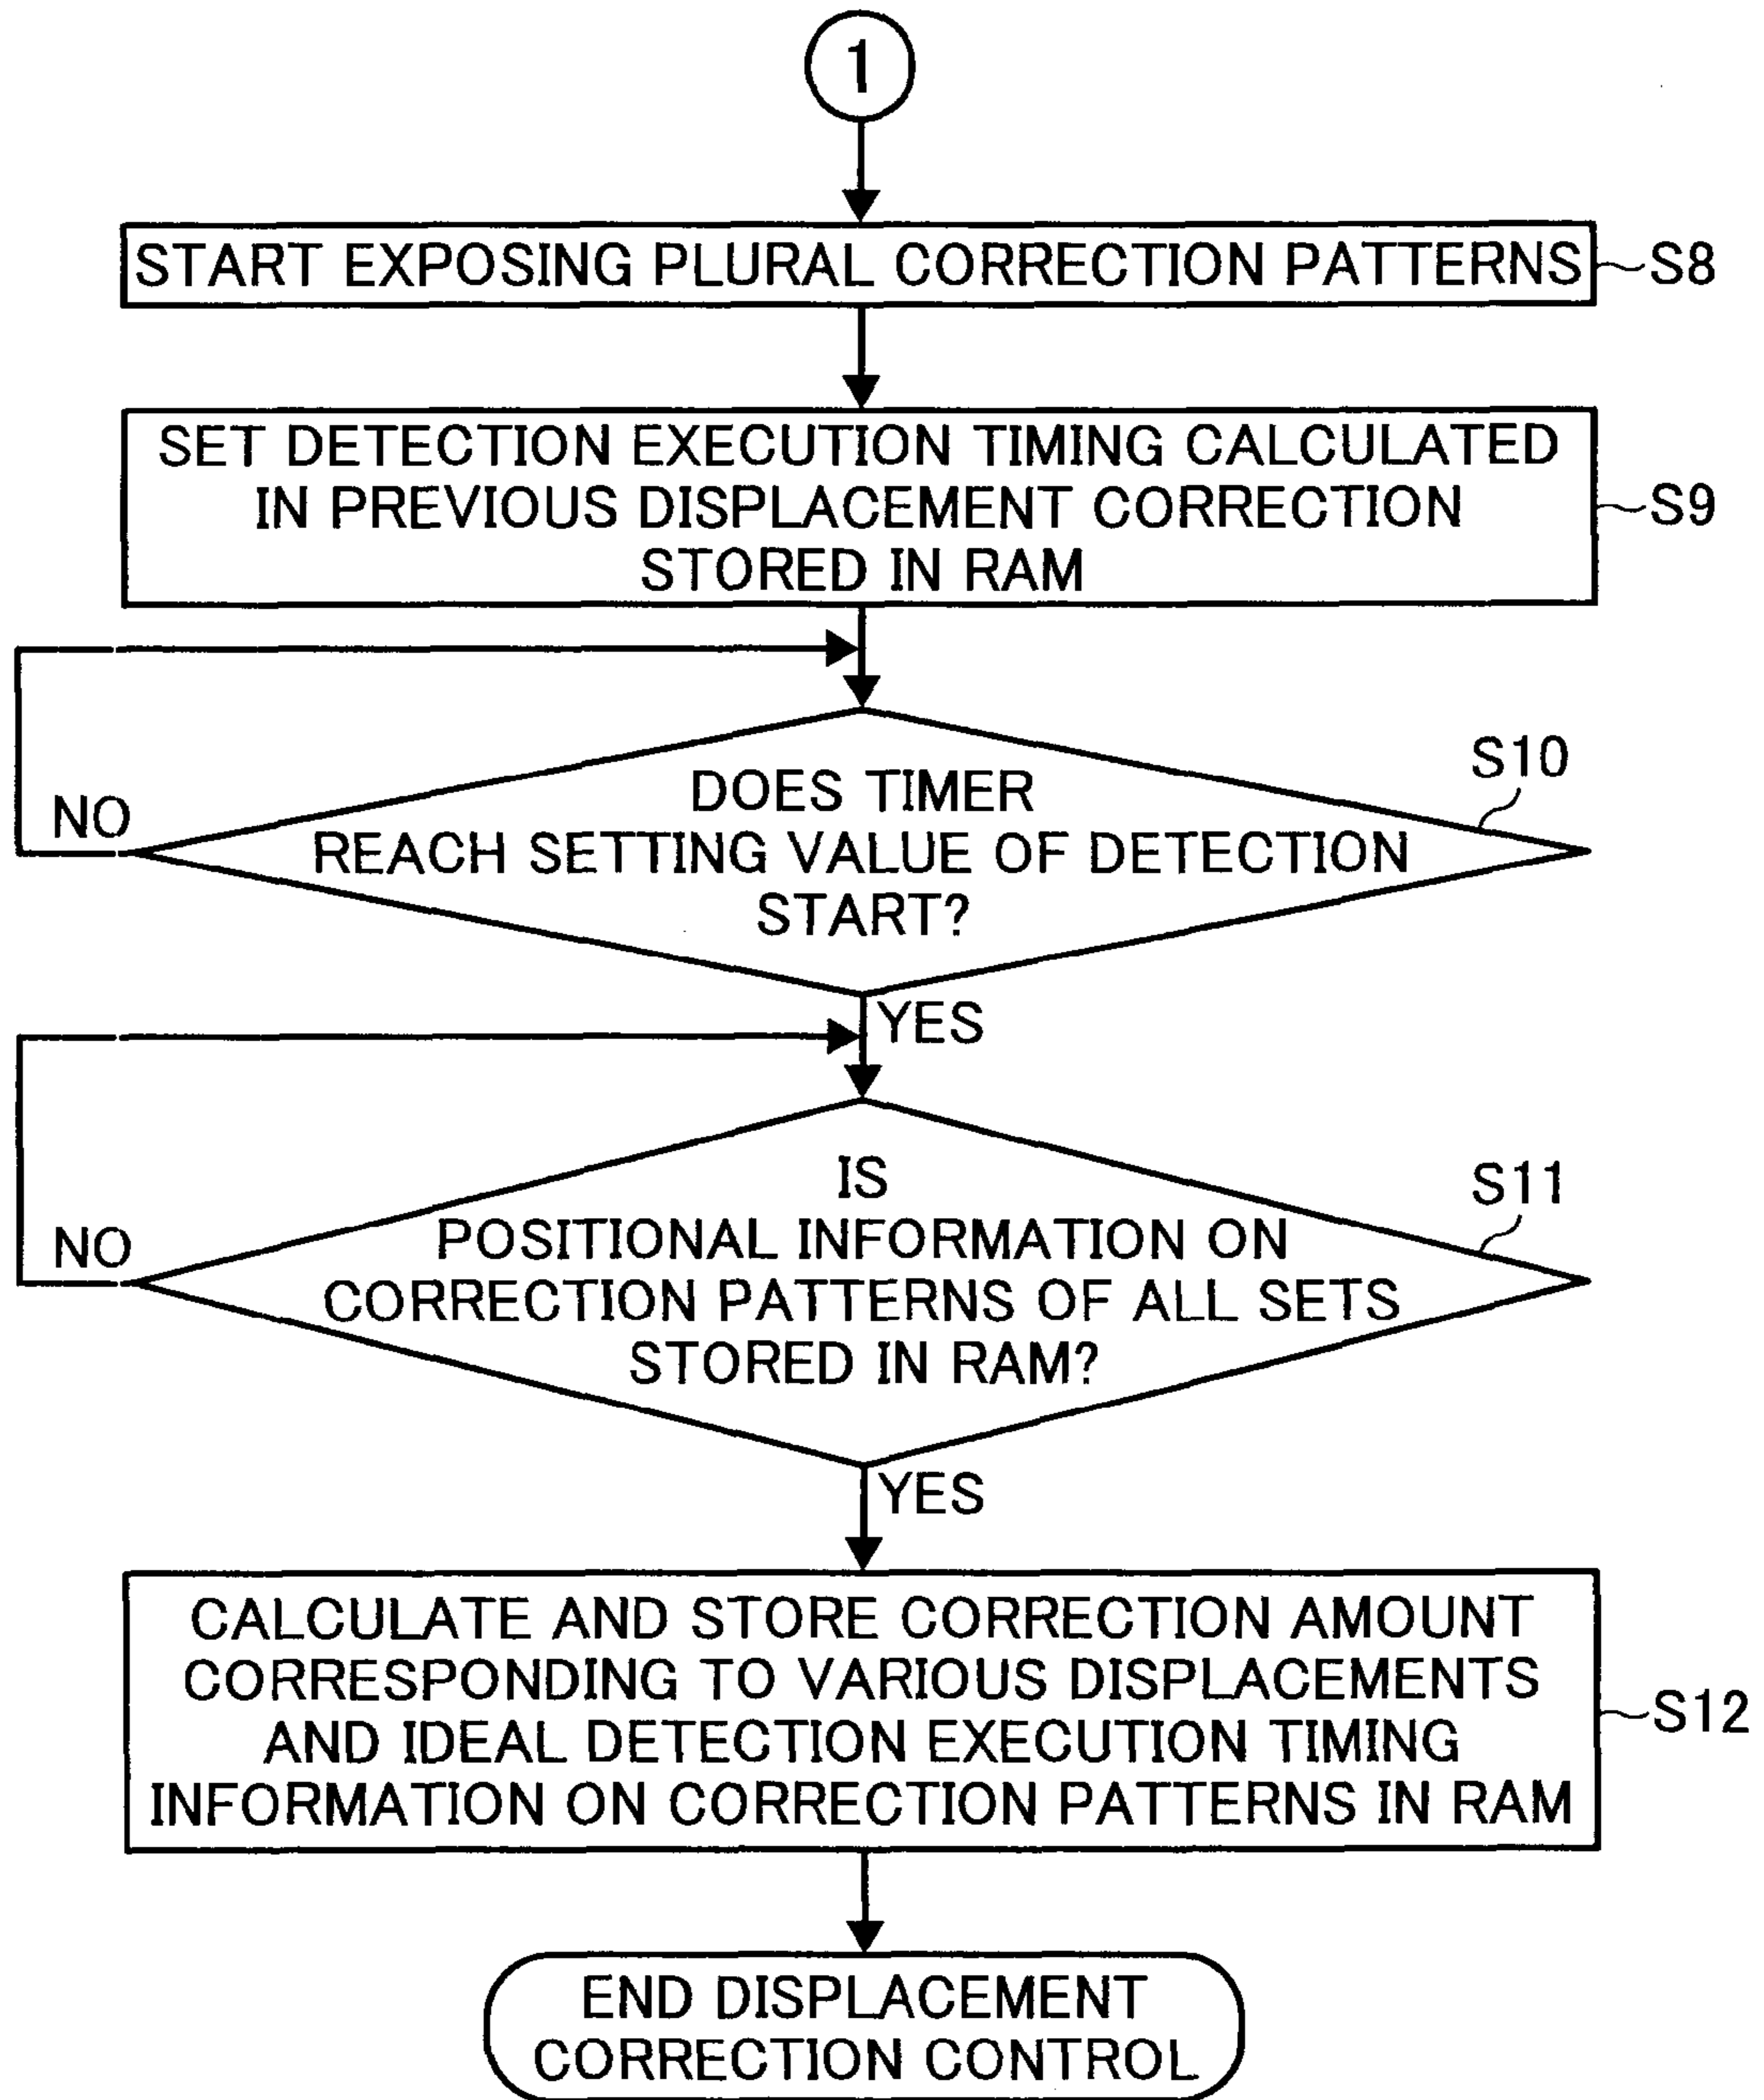 1
START EXPOSING PLURAL CORRECTION PATTERNS
S8
SET DETECTION EXECUTION TIMING CALCULATED
IN PREVIOUS DISPLACEMENT CORRECTION
STORED IN RAM
S9
S10
DOES TIMER
REACH SETTING VALUE OF DETECTION
START?
NO
YES
S11
IS
POSITIONAL INFORMATION ON
CORRECTION PATTERNS OF ALL SETS
STORED IN RAM?
NO
YES
CALCULATE AND STORE CORRECTION AMOUNT
CORRESPONDING TO VARIOUS DISPLACEMENTS
AND IDEAL DETECTION EXECUTION TIMING
INFORMATION ON CORRECTION PATTERNS IN RAM
S12
END DISPLACEMENT
CORRECTION CONTROL